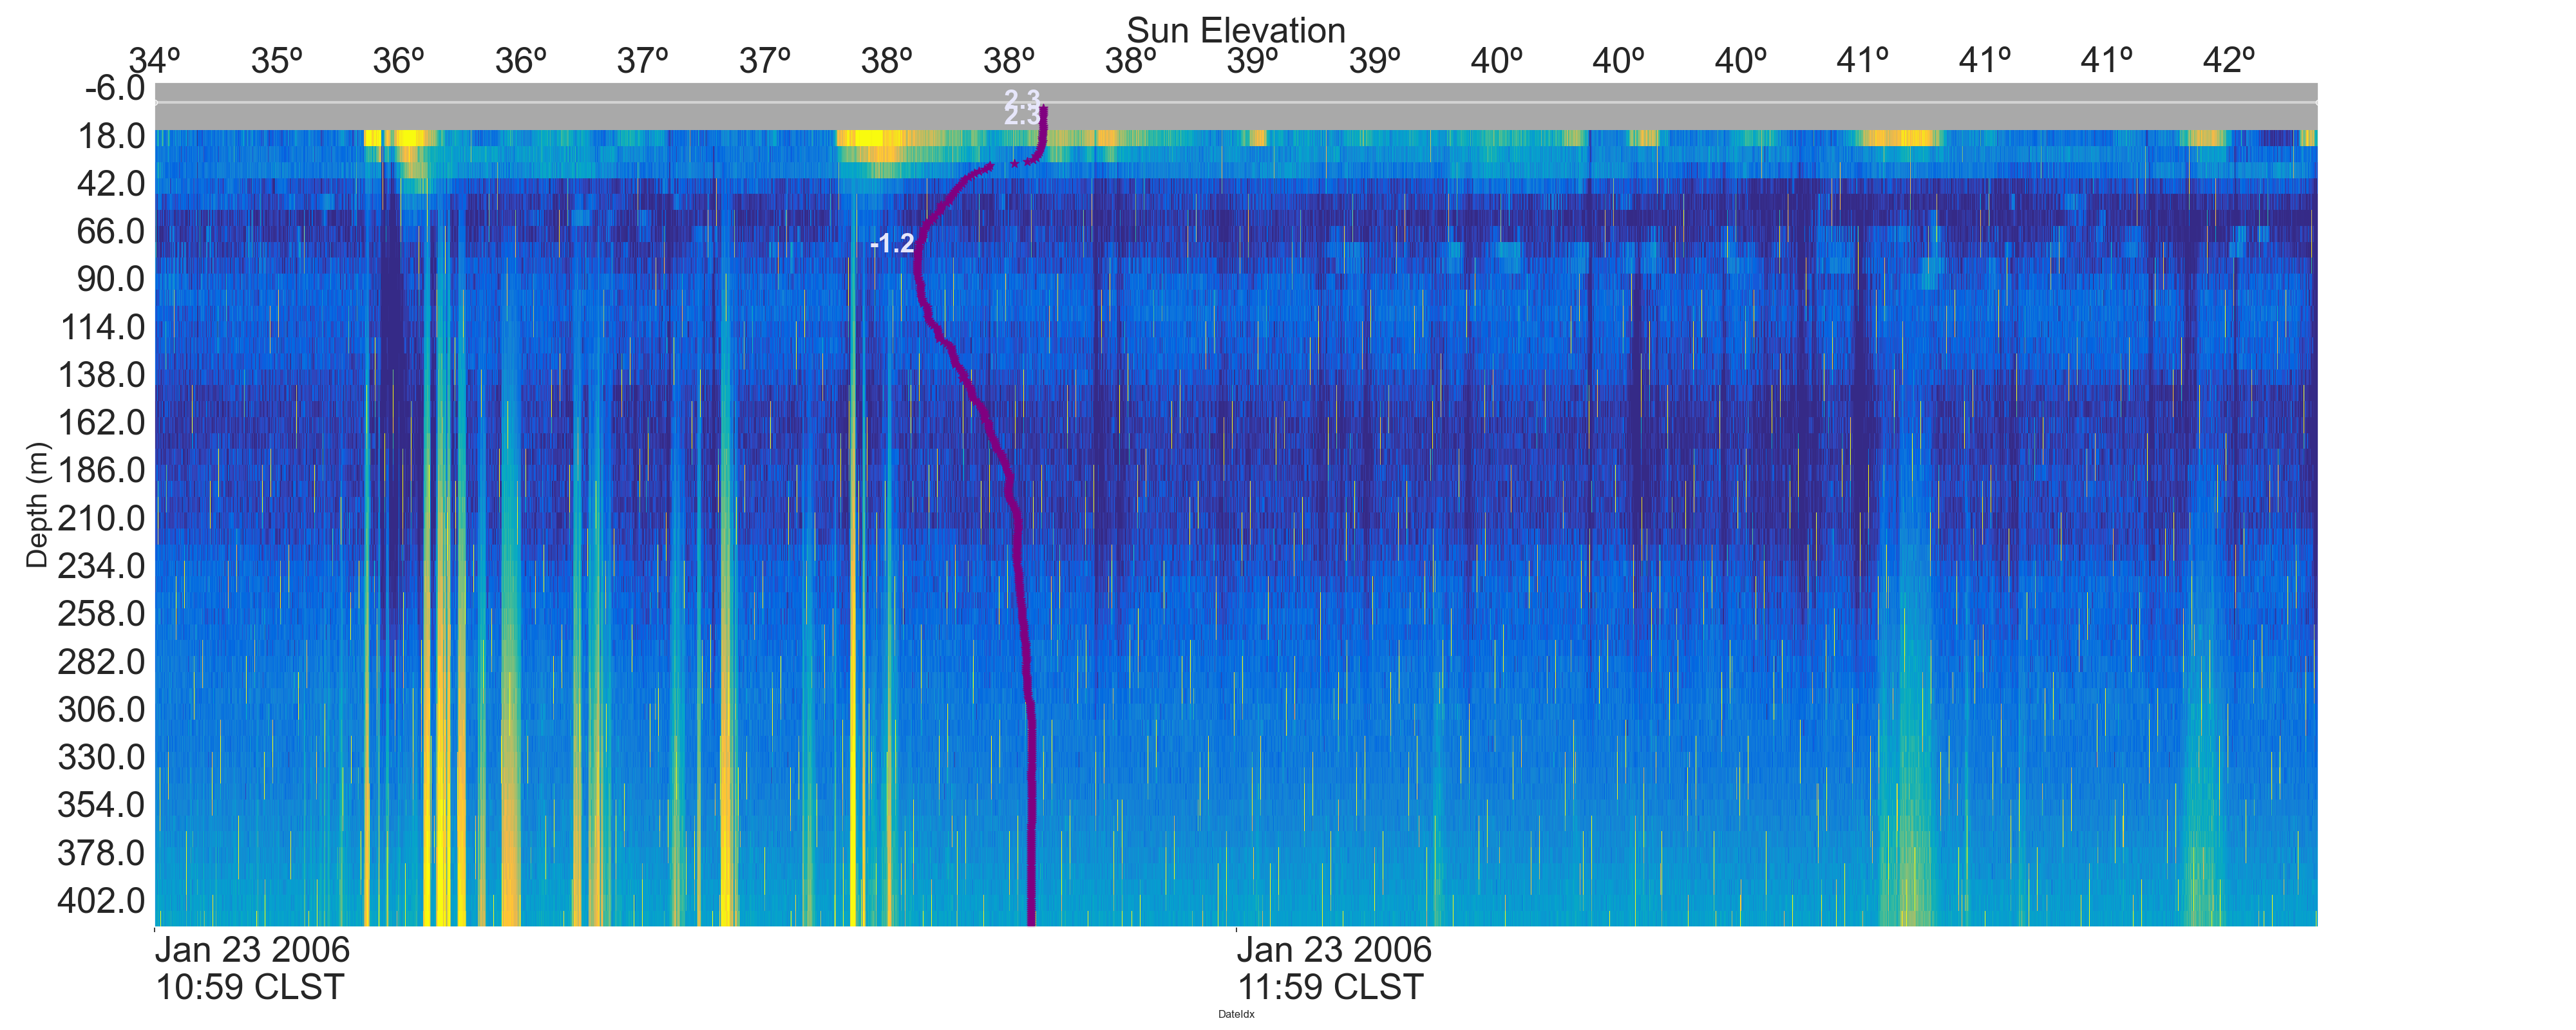 Sun Elevation
34º 35º 36º 36º 37º 37º 38º 38º 38º 39º 39º 40º 40º 40º 41º 41º 41º 42º
-6.0
18.0
42.0
66.0
90.0
114.0
138.0
162.0
186.0
210.0
234.0
258.0
282.0
306.0
330.0
354.0
378.0
402.0
Depth (m)
2.3
2.3
-1.2
Jan 23 2006
10:59 CLST
Jan 23 2006
11:59 CLST
DateIdx